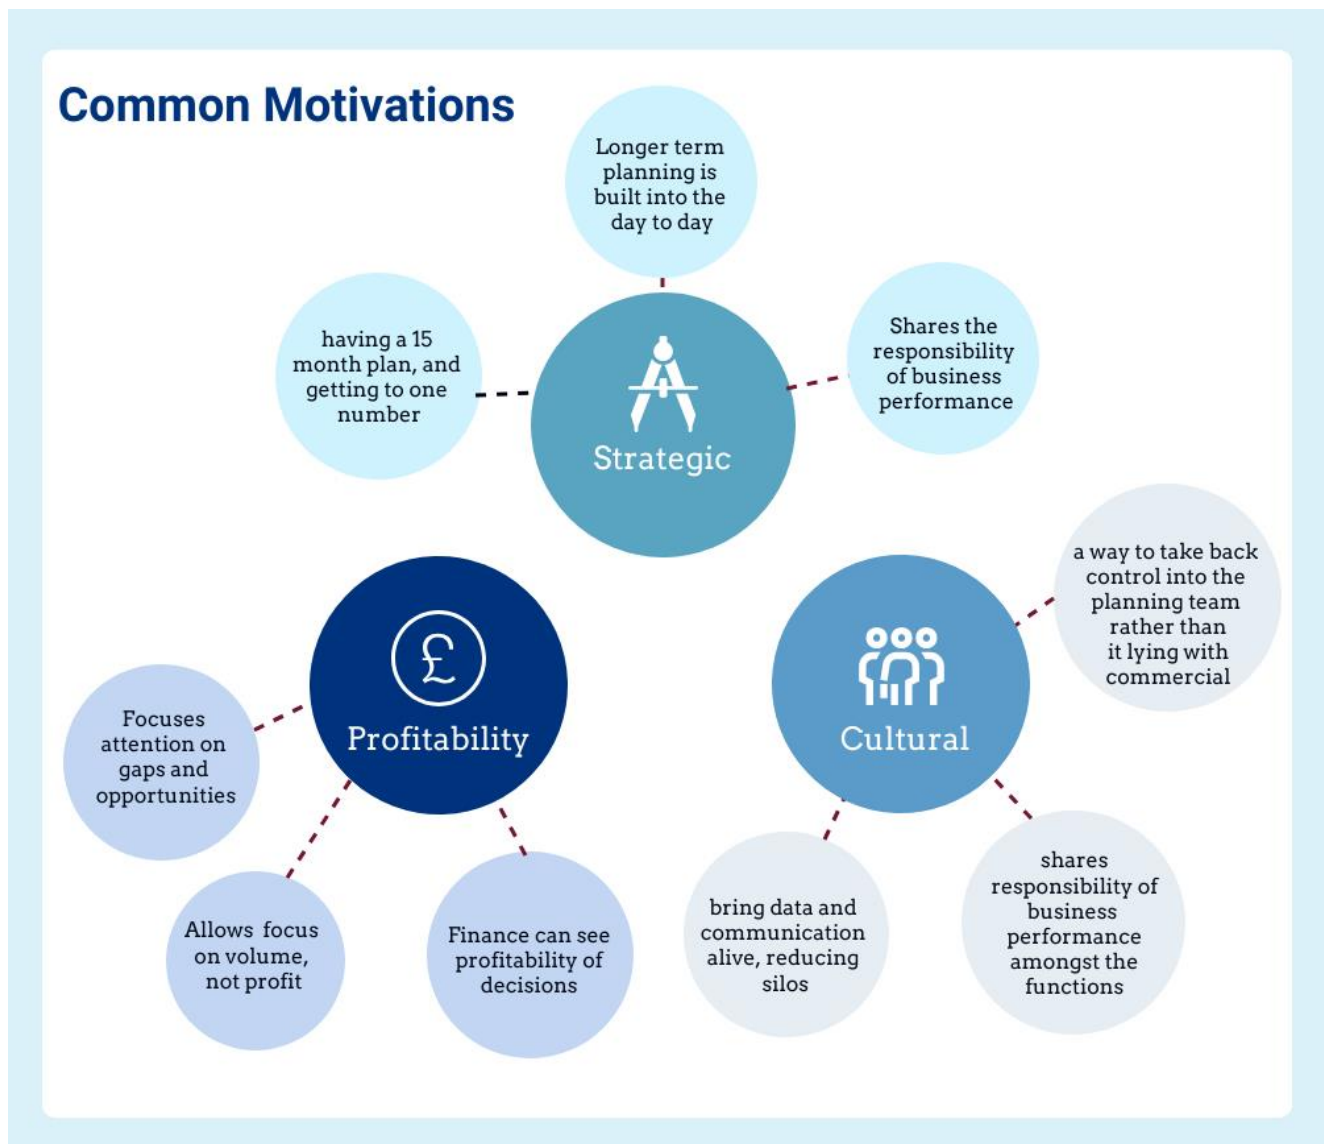 Common Motivations
Longer term
planning is
built into the
day to day
having a 15
month plan, and
getting to one
number
Shares the
responsibility
of business
performance
Strategic
a way to take back
control into the
planning team
rather than
it lying with
commercial
£
Profitability
Cultural
Focuses
attention on
gaps and
opportunities
Allows focus
on volume,
not profit
Finance can see
profitability of
decisions
bring data and
communication
alive, reducing
silos
shares
responsibility of
business
performance
amongst the
functions